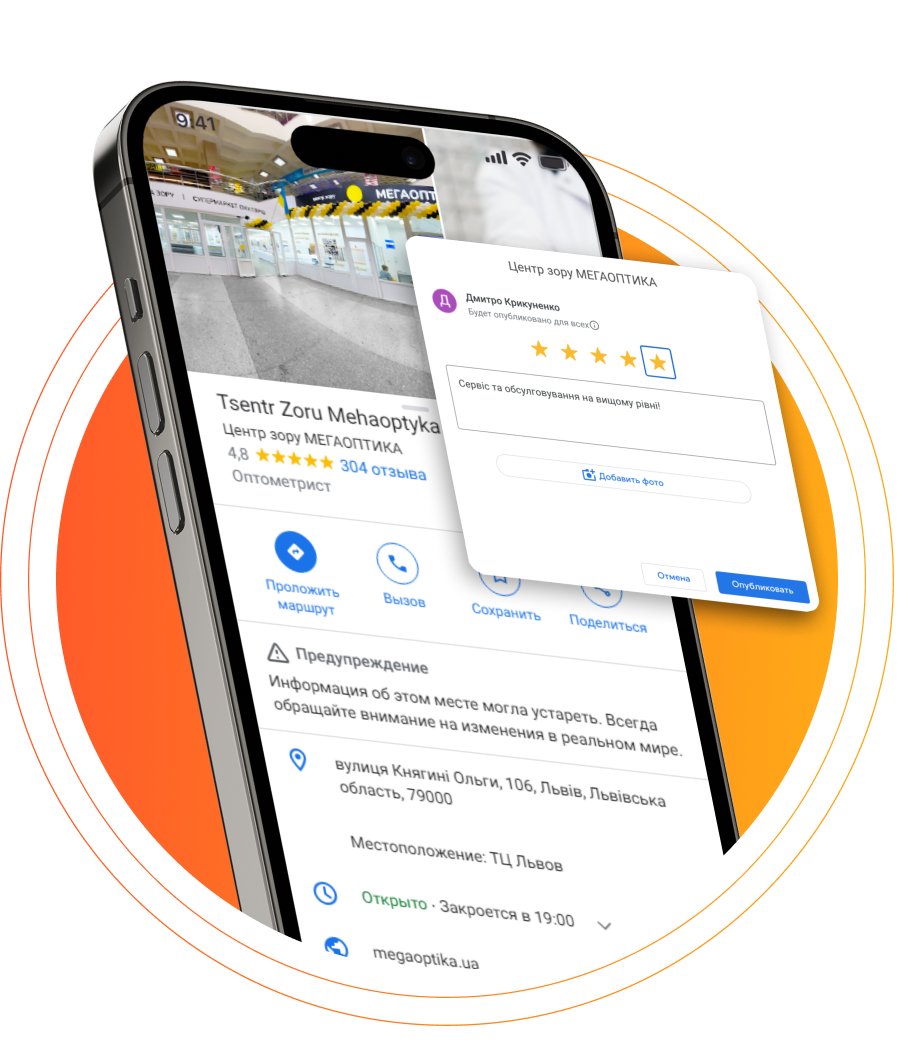 9:41
А ЗОРУ | СУПЕРМАРКЕТ
МЕГАОПТ
Tsentr Zoru Mehaoptyka
Центр зору МЕГАОПТИКА
4,8 304 отзыва
Оптометрист
Проложить
маршрут
Вызов
Сохранить
Поделиться
Предупреждение
Информация об этом месте могла устареть. Всегда
обращайте внимание на изменения в реальном мире.
вулиця Княгині Ольги, 106, Львів, Львівська
область, 79000
Местоположение: ТЦ Львов
Открыто · Закроется в 19:00
megaoptika.ua
Центр зору МЕГАОПТИКА
Д
Дмитро Крикуненко
Будет опубликовано для всех
Сервіс та обсулговування на вищому рівні!
Добавить фото
Отмена
Опубликовать